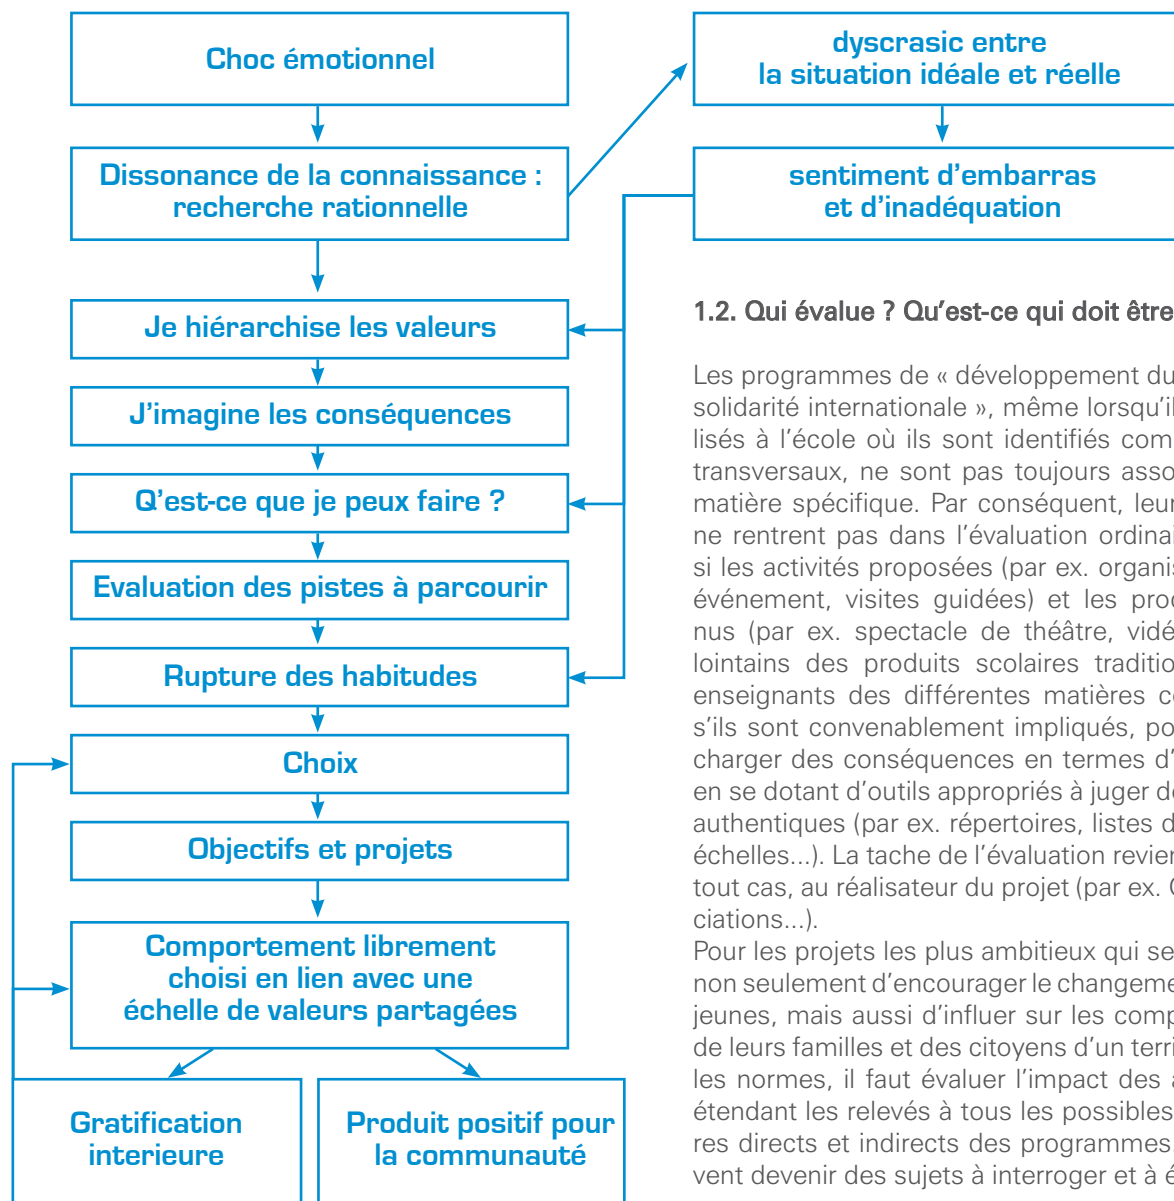 Choc émotionnel
Dissonance de la connaissance :
recherche rationnelle
dyscrasic entre
la situation idéale et réelle
sentiment d'embarras
et d'inadéquation
Je hiérarchise les valeurs
J'imagine les conséquences
Q'est-ce que je peux faire ?
Evaluation des pistes à parcourir
Rupture des habitudes
Choix
Objectifs et projets
Comportement librement
choisi en lien avec une
échelle de valeurs partagées
Gratification
interieure
Produit positif pour
la communauté
1.2. Qui évalue ? Qu'est-ce qui doit être
Les programmes de « développement du
solidarité internationale », même lorsqu'il
lisés à l'école où ils sont identifiés com
transversaux, ne sont pas toujours asso
matière spécifique. Par conséquent, leur
ne rentrent pas dans l'évaluation ordinai
si les activités proposées (par ex. organis
événement, visites guidées) et les prod
nus (par ex. spectacle de théâtre, vidé
lointains des produits scolaires traditio
enseignants des différentes matières co
s'ils sont convenablement impliqués, po
charger des conséquences en termes d'
en se dotant d'outils appropriés à juger de
authentiques (par ex. répertoires, listes d
échelles...). La tache de l'évaluation revien
tout cas, au réalisateur du projet (par ex. O
ciations...).
Pour les projets les plus ambitieux qui se
non seulement d'encourager le changeme
jeunes, mais aussi d'influer sur les comp
de leurs familles et des citoyens d'un terri
les normes, il faut évaluer l'impact des a
étendant les relevés à tous les possibles
res directs et indirects des programmes
vent devenir des sujets à interroger et à é